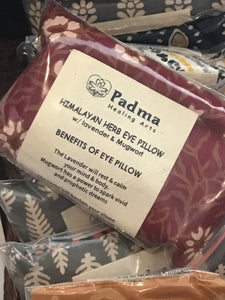 Padma
Healing Arts
HIMALAYAN HERB EYE PILLOW
w/ lavender & Mugwort
BENEFITS OF EYE PILLOW
The Lavender will rest & calm
your mind & body.
Mugwort has a power to spark vivid
and prophetic dreams